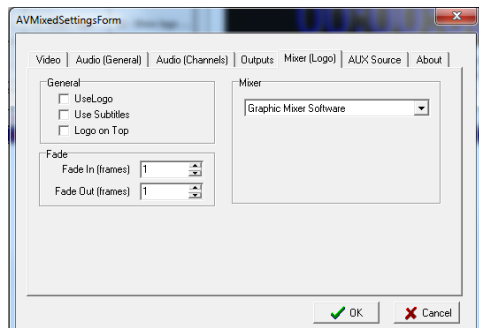 AVMixedSettingsForm
Video Audio (General) Audio (Channels) Outputs Mixer (Logo) AUX Source About
General
UseLogo
Use Subtitles
Logo on Top
Mixer
Graphic Mixer Software
Fade
Fade In (frames) 1
Fade Out (frames) 1
OK Cancel